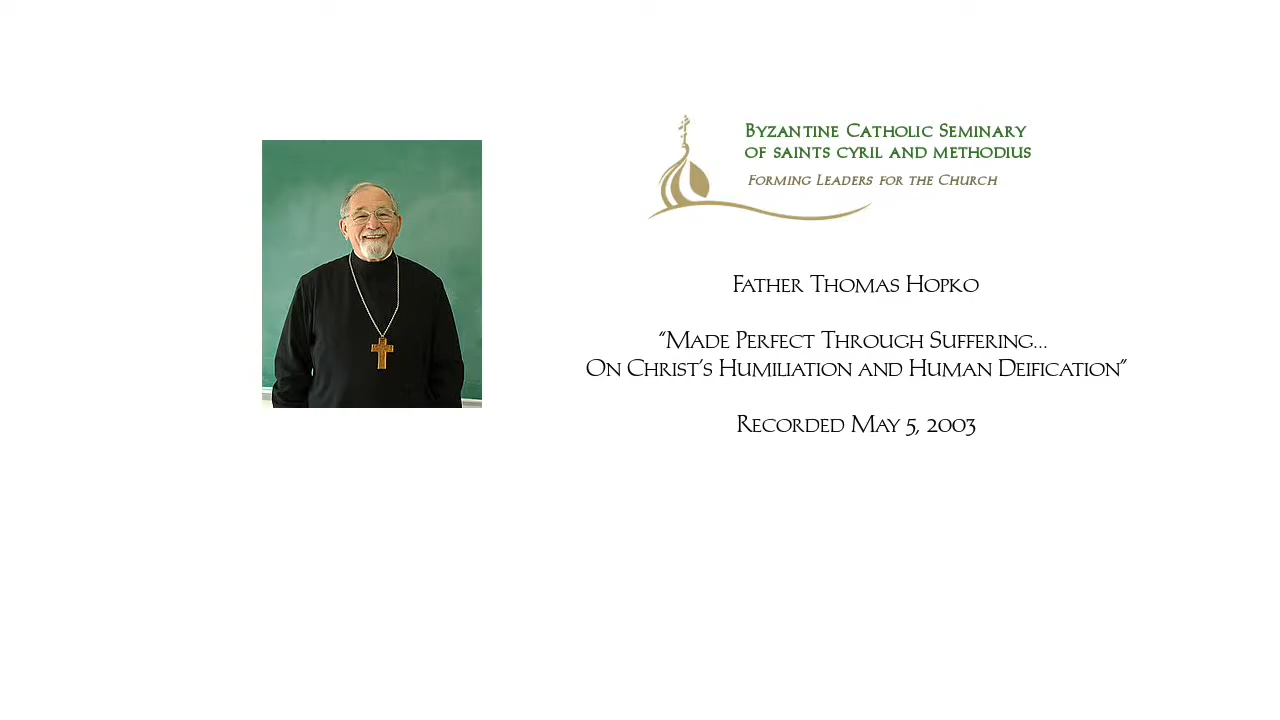 Byzantine Catholic Seminary
of saints cyril and methodius
Forming Leaders for the Church
Father Thomas Hopko
“Made Perfect Through Suffering...
On Christ’s Humiliation and Human Deification”
Recorded May 5, 2003